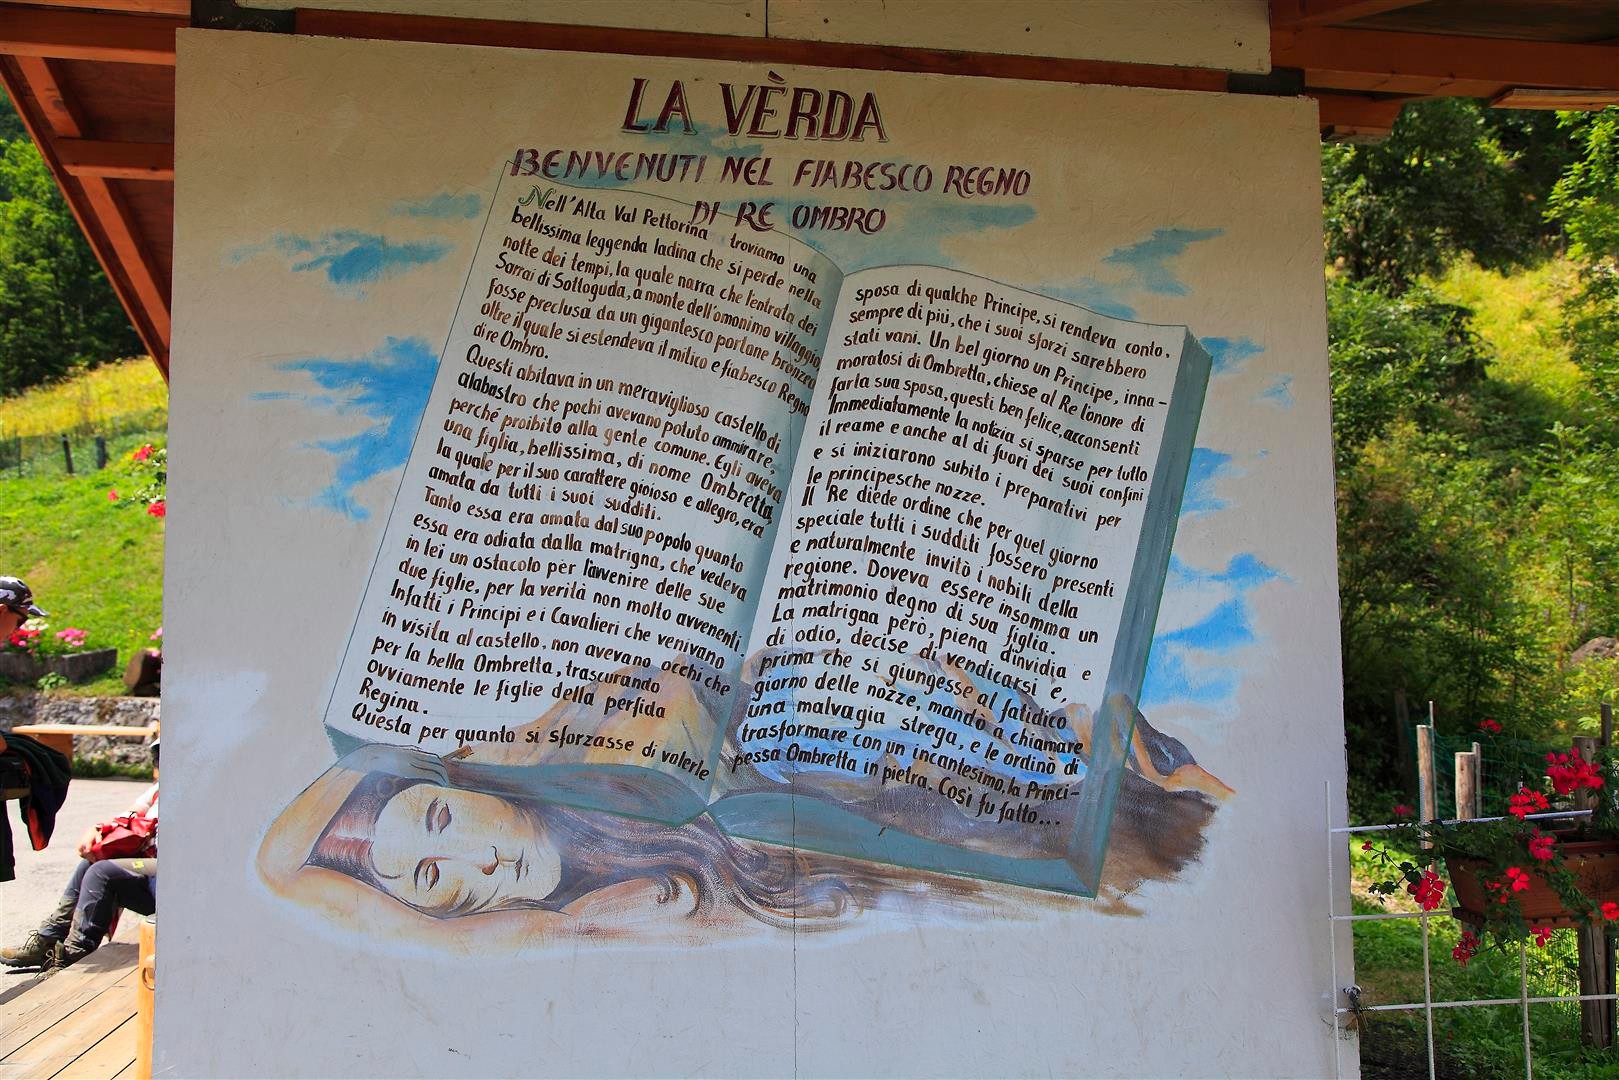 LA VÈRDA
BENVENUTI NEL FIABESCO REGNO
DI RE OMBRO
Nell'Alta Val Pettorina troviamo una
bellissima leggenda ladina che si perde nella
notte dei tempi, la quale narra che l'entrata dei
Sarrai di Sottoguda, a monte dell'omonimo villaggio
fosse preclusa da un gigantesco portone bronzeo
oltre il quale si estendeva il mitico e fiabesco Regno
di re Ombro.
Questi abitava in un meraviglioso castello di
alabastro che pochi avevano potuto ammirare,
perché proibito alla gente comune. Egli aveva
una figlia, bellissima, di nome Ombretta,
la quale per il suo carattere gioioso e allegro, era
amata da tutti i suoi sudditi.
Tanto essa era amata dal suo popolo quanto
essa era odiata dalla matrigna, che vedeva
in lei un ostacolo per l'avvenire delle sue
due figlie, per la verità non molto avvenenti.
Infatti i Principi e i Cavalieri che venivano
in visita al castello, non avevano occhi che
per la bella Ombretta, trascurando
ovviamente le figlie della perfida
Regina.
Questa per quanto si sforzasse di volerle
sposa di qualche Principe, si rendeva conto,
sempre di più, che i suoi sforzi sarebbero
stati vani. Un bel giorno un Principe, inna-
moratosi di Ombretta, chiese al Re l'onore di
farla sua sposa, questi ben felice, acconsentì
Immediatamente la notizia si sparse per tutto
il reame e anche al di fuori dei suoi confini
e si iniziarono subito i preparativi per
le principesche nozze.
Il Re diede ordine che per quel giorno
speciale tutti i sudditi fossero presenti
e naturalmente invitò i nobili della
regione. Doveva essere insomma un
matrimonio degno di sua figlia.
La matrigna però, piena d'invidia e
di odio, decise di vendicarsi e,
prima che si giungesse al fatidico
giorno delle nozze, mandò a chiamare
una malvagia strega, e le ordinò di
trasformare con un incantesimo, la Princi-
pessa Ombretta in pietra. Così fu fatto...